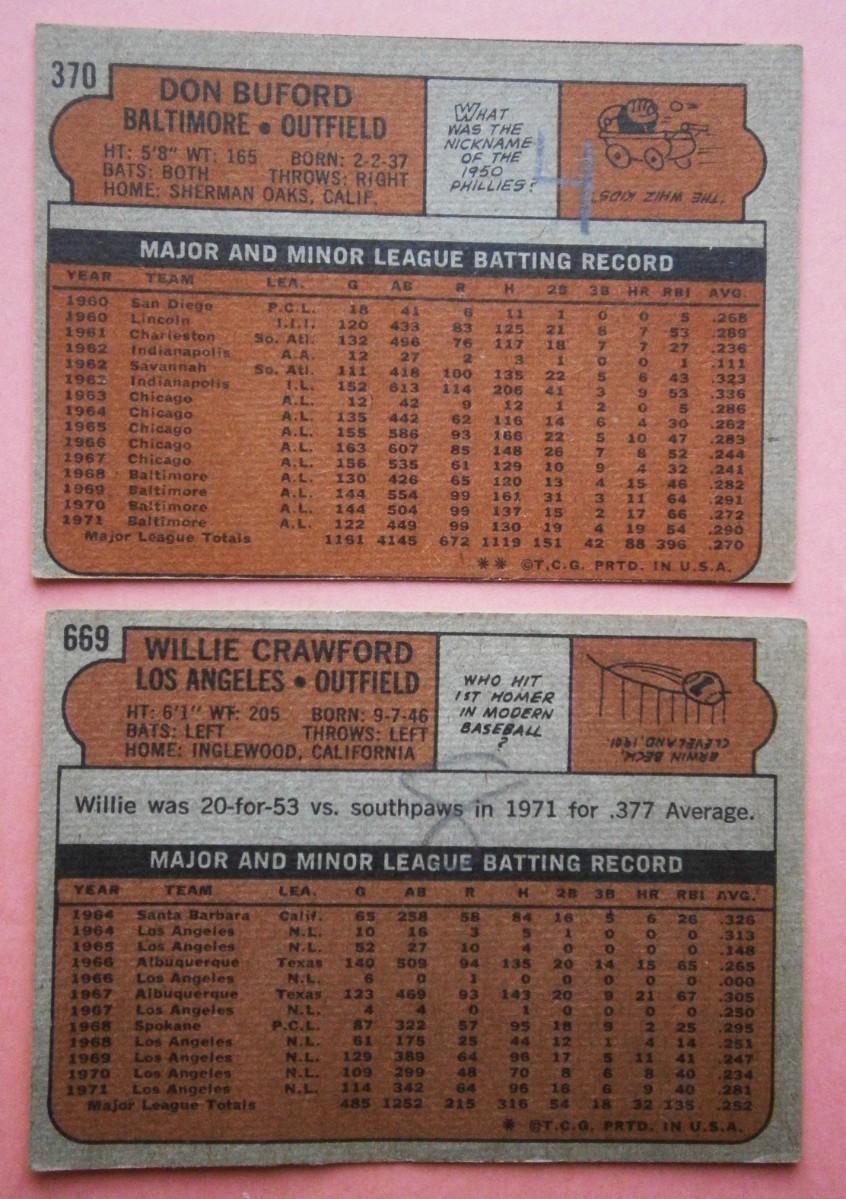 370
DON BUFORD
BALTIMORE • OUTFIELD
HT: 5'8" WT: 165 BORN: 2-2-37
BATS: BOTH THROWS: RIGHT
HOME: SHERMAN OAKS, CALIF.
WHAT
WAS THE
NICKNAME
OF THE
1950
PHILLIES?
4
"THE WHIZ KIDS."
MAJOR AND MINOR LEAGUE BATTING RECORD
YEAR TEAM LEA. G AB R H 2B 3B HR RBI AVG.
1960 San Diego P.C.L. 18 41 6 11 1 0 0 5 .268
1960 Lincoln I.I.I. 120 433 83 125 21 8 7 53 .289
1961 Charleston So. Atl. 132 496 76 117 18 7 7 27 .236
1962 Indianapolis A.A. 12 27 2 3 1 0 0 1 .111
1962 Savannah So. Atl. 111 418 100 135 22 5 6 43 .323
1963 Indianapolis I.L. 152 613 114 206 41 3 9 53 .336
1963 Chicago A.L. 12 42 9 12 1 2 0 5 .286
1964 Chicago A.L. 135 442 62 116 14 6 4 30 .262
1965 Chicago A.L. 155 586 93 166 22 5 10 47 .283
1966 Chicago A.L. 163 607 85 148 26 7 8 52 .244
1967 Chicago A.L. 156 535 61 129 10 9 4 32 .241
1968 Baltimore A.L. 130 426 65 120 13 4 15 46 .282
1969 Baltimore A.L. 144 554 99 161 31 3 11 64 .291
1970 Baltimore A.L. 144 504 99 137 15 2 17 66 .272
1971 Baltimore A.L. 122 449 99 130 19 4 19 54 .290
Major League Totals 1161 4145 672 1119 151 42 88 396 .270
** ©T.C.G. PRTD. IN U.S.A.
669
WILLIE CRAWFORD
LOS ANGELES • OUTFIELD
HT: 6'1" WT: 205 BORN: 9-7-46
BATS: LEFT THROWS: LEFT
HOME: INGLEWOOD, CALIFORNIA
WHO HIT
1ST HOMER
IN MODERN
BASEBALL
?
ERWIN BECK,
CLEVELAND, 1901
8
Willie was 20-for-53 vs. southpaws in 1971 for .377 Average.
MAJOR AND MINOR LEAGUE BATTING RECORD
YEAR TEAM LEA. G AB R H 2B 3B HR RBI AVG.
1964 Santa Barbara Calif. 65 258 58 84 16 5 6 26 .326
1964 Los Angeles N.L. 10 16 3 5 1 0 0 0 .313
1965 Los Angeles N.L. 52 27 10 4 0 0 0 0 .148
1966 Albuquerque Texas 140 509 94 135 20 14 15 65 .265
1966 Los Angeles N.L. 6 0 1 0 0 0 0 0 .000
1967 Albuquerque Texas 123 469 93 143 20 9 21 67 .305
1967 Los Angeles N.L. 4 4 0 1 0 0 0 0 .250
1968 Spokane P.C.L. 87 322 57 95 18 9 2 25 .295
1968 Los Angeles N.L. 61 175 25 44 12 1 4 14 .251
1969 Los Angeles N.L. 129 389 64 96 17 5 11 41 .247
1970 Los Angeles N.L. 109 299 48 70 8 6 8 40 .234
1971 Los Angeles N.L. 114 342 64 96 16 6 9 40 .281
Major League Totals 485 1252 215 316 54 18 32 135 .252
* ©T.C.G. PRTD. IN U.S.A.